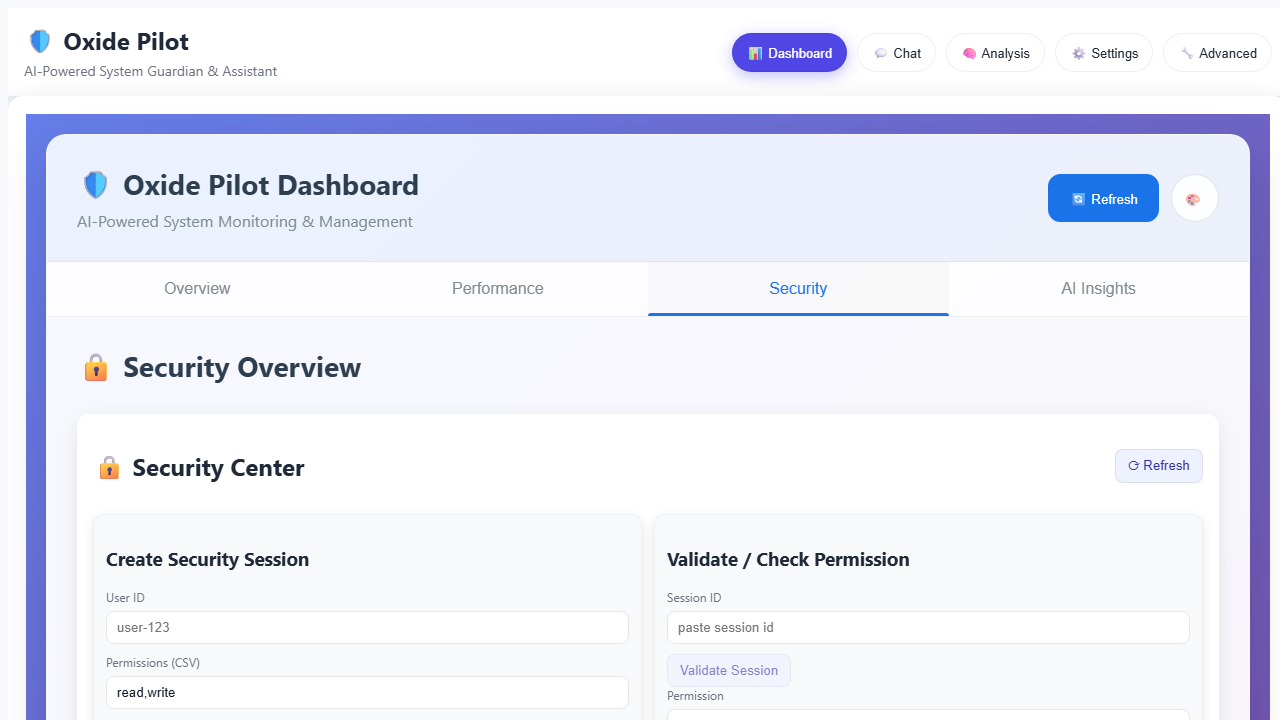 Oxide Pilot
AI-Powered System Guardian & Assistant
Dashboard
Chat
Analysis
Settings
Advanced
Oxide Pilot Dashboard
AI-Powered System Monitoring & Management
Refresh
Overview
Performance
Security
AI Insights
Security Overview
Security Center
Refresh
Create Security Session
User ID
user-123
Permissions (CSV)
read,write
Validate / Check Permission
Session ID
paste session id
Validate Session
Permission